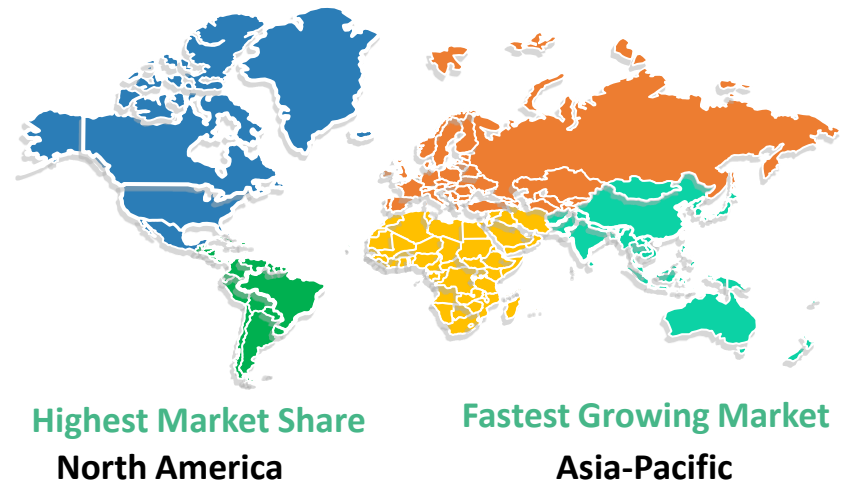 Highest Market Share
North America
Fastest Growing Market
Asia-Pacific